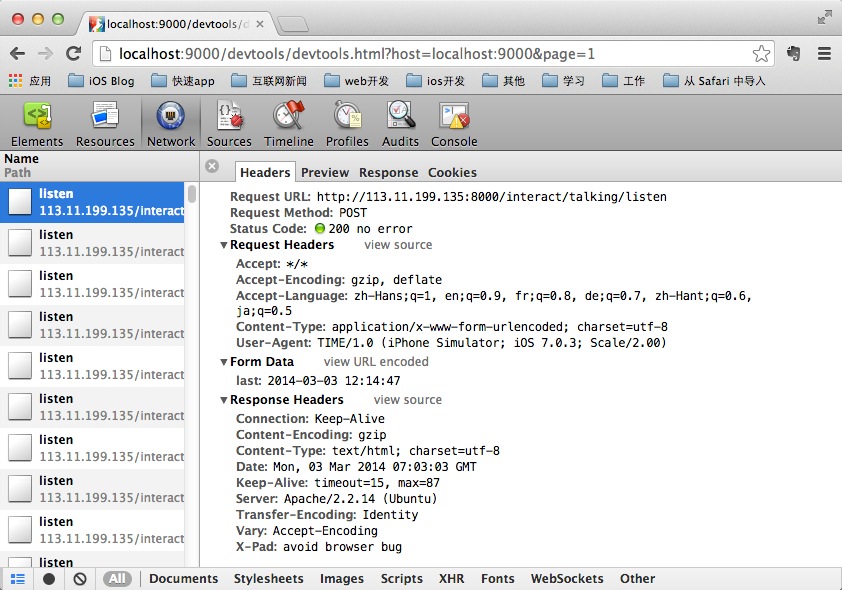 localhost:9000/devtools/d
localhost:9000/devtools/devtools.html?host=localhost:9000&page=1
应用 iOS Blog 快速app 互联网新闻 web开发 ios开发 其他 学习 工作 从 Safari 中导入
Elements Resources Network Sources Timeline Profiles Audits Console
Name
Path
Headers Preview Response Cookies
listen
113.11.199.135/interact
listen
113.11.199.135/interact
listen
113.11.199.135/interact
listen
113.11.199.135/interact
listen
113.11.199.135/interact
listen
113.11.199.135/interact
listen
113.11.199.135/interact
listen
113.11.199.135/interact
listen
113.11.199.135/interact
listen
Request URL: http://113.11.199.135:8000/interact/talking/listen
Request Method: POST
Status Code: 200 no error
Request Headers view source
Accept: */*
Accept-Encoding: gzip, deflate
Accept-Language: zh-Hans;q=1, en;q=0.9, fr;q=0.8, de;q=0.7, zh-Hant;q=0.6,
ja;q=0.5
Content-Type: application/x-www-form-urlencoded; charset=utf-8
User-Agent: TIME/1.0 (iPhone Simulator; iOS 7.0.3; Scale/2.00)
Form Data view URL encoded
last: 2014-03-03 12:14:47
Response Headers view source
Connection: Keep-Alive
Content-Encoding: gzip
Content-Type: text/html; charset=utf-8
Date: Mon, 03 Mar 2014 07:03:03 GMT
Keep-Alive: timeout=15, max=87
Server: Apache/2.2.14 (Ubuntu)
Transfer-Encoding: Identity
Vary: Accept-Encoding
X-Pad: avoid browser bug
All Documents Stylesheets Images Scripts XHR Fonts WebSockets Other